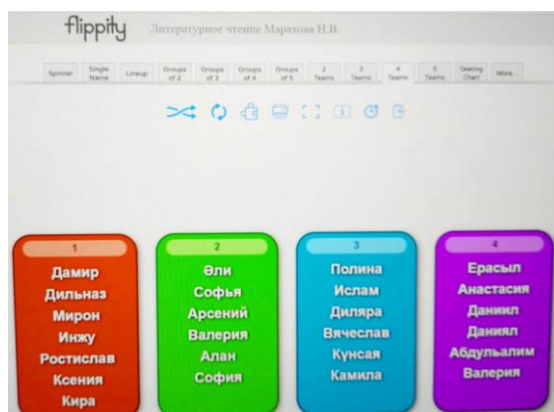 flippity Литературное чтение Марахова Н.В.
Spinner Single Name Lineup Groups of 2 Groups of 3 Groups of 4 Groups of 5 2 Teams 3 Teams 4 Teams 5 Teams Seating Chart More...
1
Дамир
Дильназ
Мирон
Инжу
Ростислав
Ксения
Кира
2
Әли
Софья
Арсений
Валерия
Алан
София
3
Полина
Ислам
Диляра
Вячеслав
Күнсая
Камила
4
Ерасыл
Анастасия
Даниил
Даниял
Абдульалим
Валерия